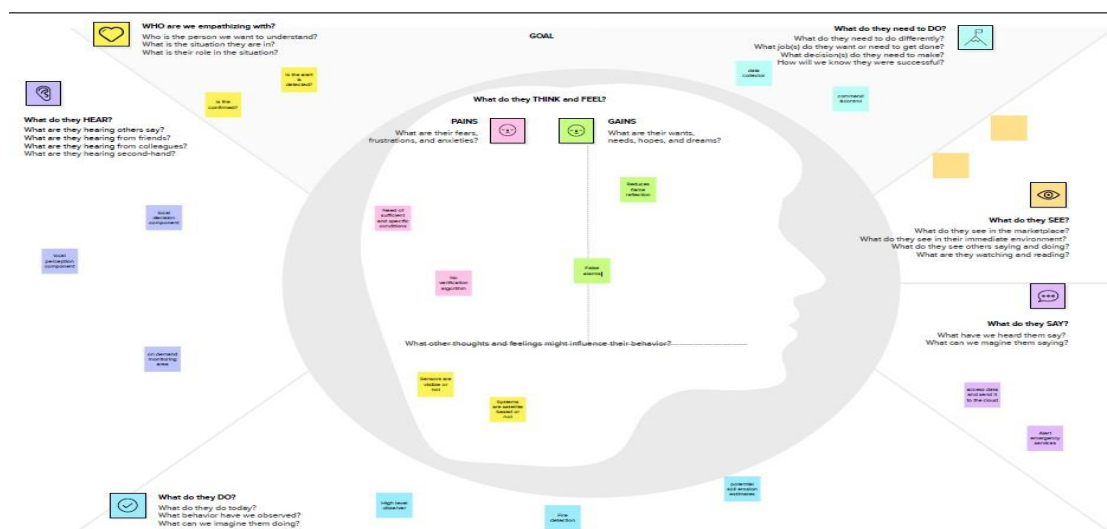 WHO are we empathizing with?
Who is the person we want to understand?
What is the situation they are in?
What is their role in the situation?
GOAL
What do they need to DO?
What do they need to do differently?
What job(s) do they want or need to get done?
What decision(s) do they need to make?
How will we know they were successful?
Is the alert
is
detected?
Is the
confirmed?
data
collector
command
&control
What do they HEAR?
What are they hearing others say?
What are they hearing from friends?
What are they hearing from colleagues?
What are they hearing second-hand?
What do they THINK and FEEL?
PAINS
What are their fears,
frustrations, and anxieties?
GAINS
What are their wants,
needs, hopes, and dreams?
Reduces
flame
reflection
Need of
sufficient
and specific
conditions
local
decision
component
local
perception
component
False
alarms
No
verification
algorithm
What do they SEE?
What do they see in the marketplace?
What do they see in their immediate environment?
What do they see others saying and doing?
What are they watching and reading?
What do they SAY?
What have we heard them say?
What can we magine them saying?
on demand
monitoring
area
What other thoughts and feelings might influence their behavior?
Sensors are
visible or
not
Systems
are satellite
based or
not
access data
and send it
to the cloud
Alert
emergency
services
What do they DO?
What do they do today?
What behavior have we observed?
What can we imagine them doing?
High level
observer
Fire
detection
potential
soil erosion
estimates